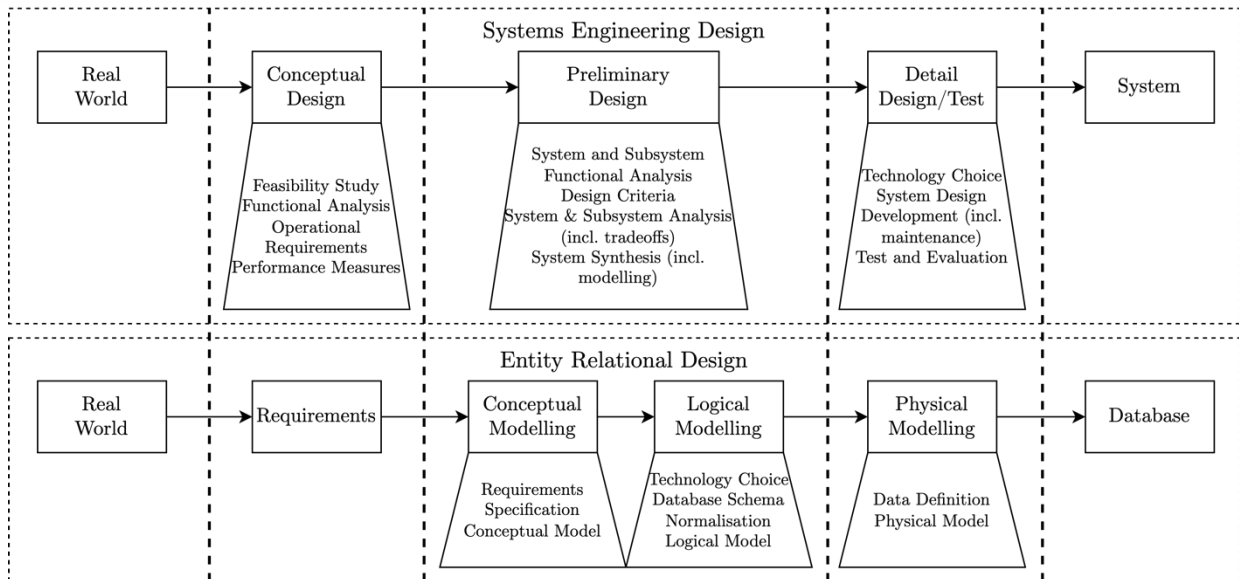 Systems Engineering Design
Real
World
Conceptual
Design
Preliminary
Design
Detail
Design/Test
System
Feasibility Study
Functional Analysis
Operational
Requirements
Performance Measures
System and Subsystem
Functional Analysis
Design Criteria
System & Subsystem Analysis
(incl. tradeoffs)
System Synthesis (incl.
modelling)
Technology Choice
System Design
Development (incl.
maintenance)
Test and Evaluation
Entity Relational Design
Real
World
Requirements
Conceptual
Modelling
Logical
Modelling
Physical
Modelling
Database
Requirements
Specification
Conceptual Model
Technology Choice
Database Schema
Normalisation
Logical Model
Data Definition
Physical Model